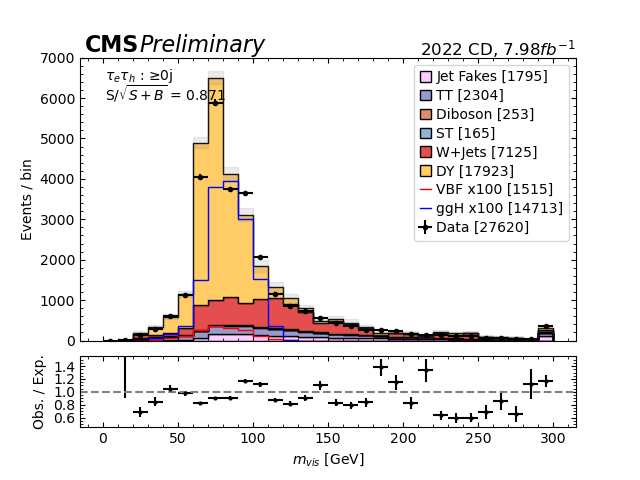 CMS Preliminary
2022 CD, 7.98fb⁻¹
τₑτₕ : ≥0j
S/√S + B = 0.871
Jet Fakes [1795]
TT [2304]
Diboson [253]
ST [165]
W+Jets [7125]
DY [17923]
VBF x100 [1515]
ggH x100 [14713]
Data [27620]
Events / bin
7000
6000
5000
4000
3000
2000
1000
0
Obs. / Exp.
1.4
1.2
1.0
0.8
0.6
0 50 100 150 200 250 300
m_vis [GeV]